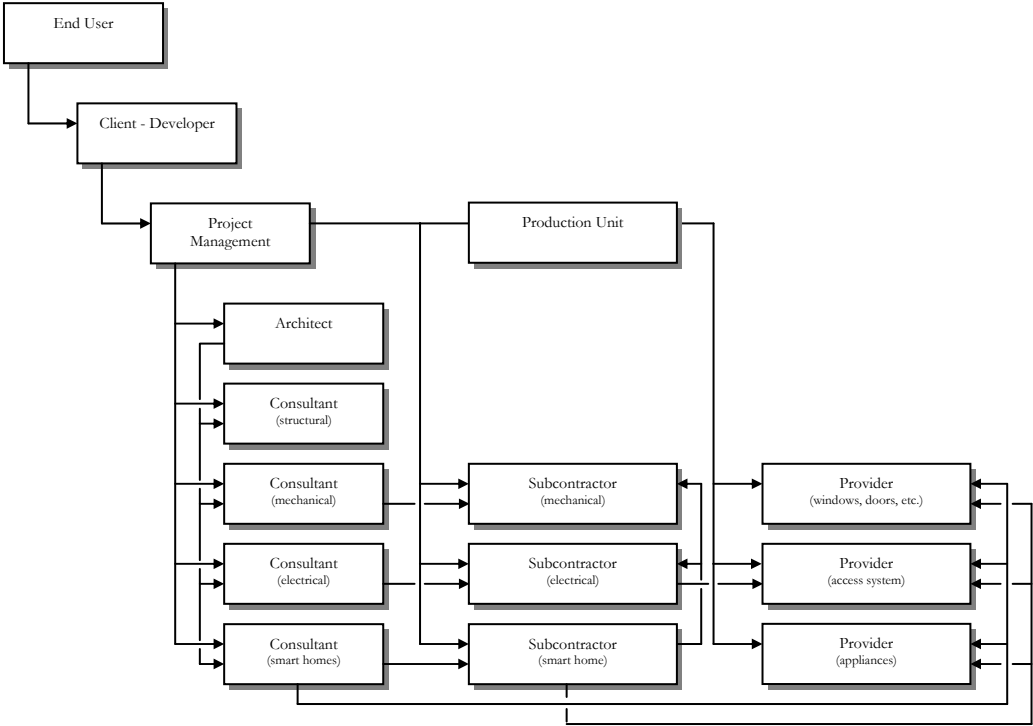 End User
Client - Developer
Project
Management
Production Unit
Architect
Consultant
(structural)
Consultant
(mechanical)
Subcontractor
(mechanical)
Provider
(windows, doors, etc.)
Consultant
(electrical)
Subcontractor
(electrical)
Provider
(access system)
Consultant
(smart homes)
Subcontractor
(smart home)
Provider
(appliances)